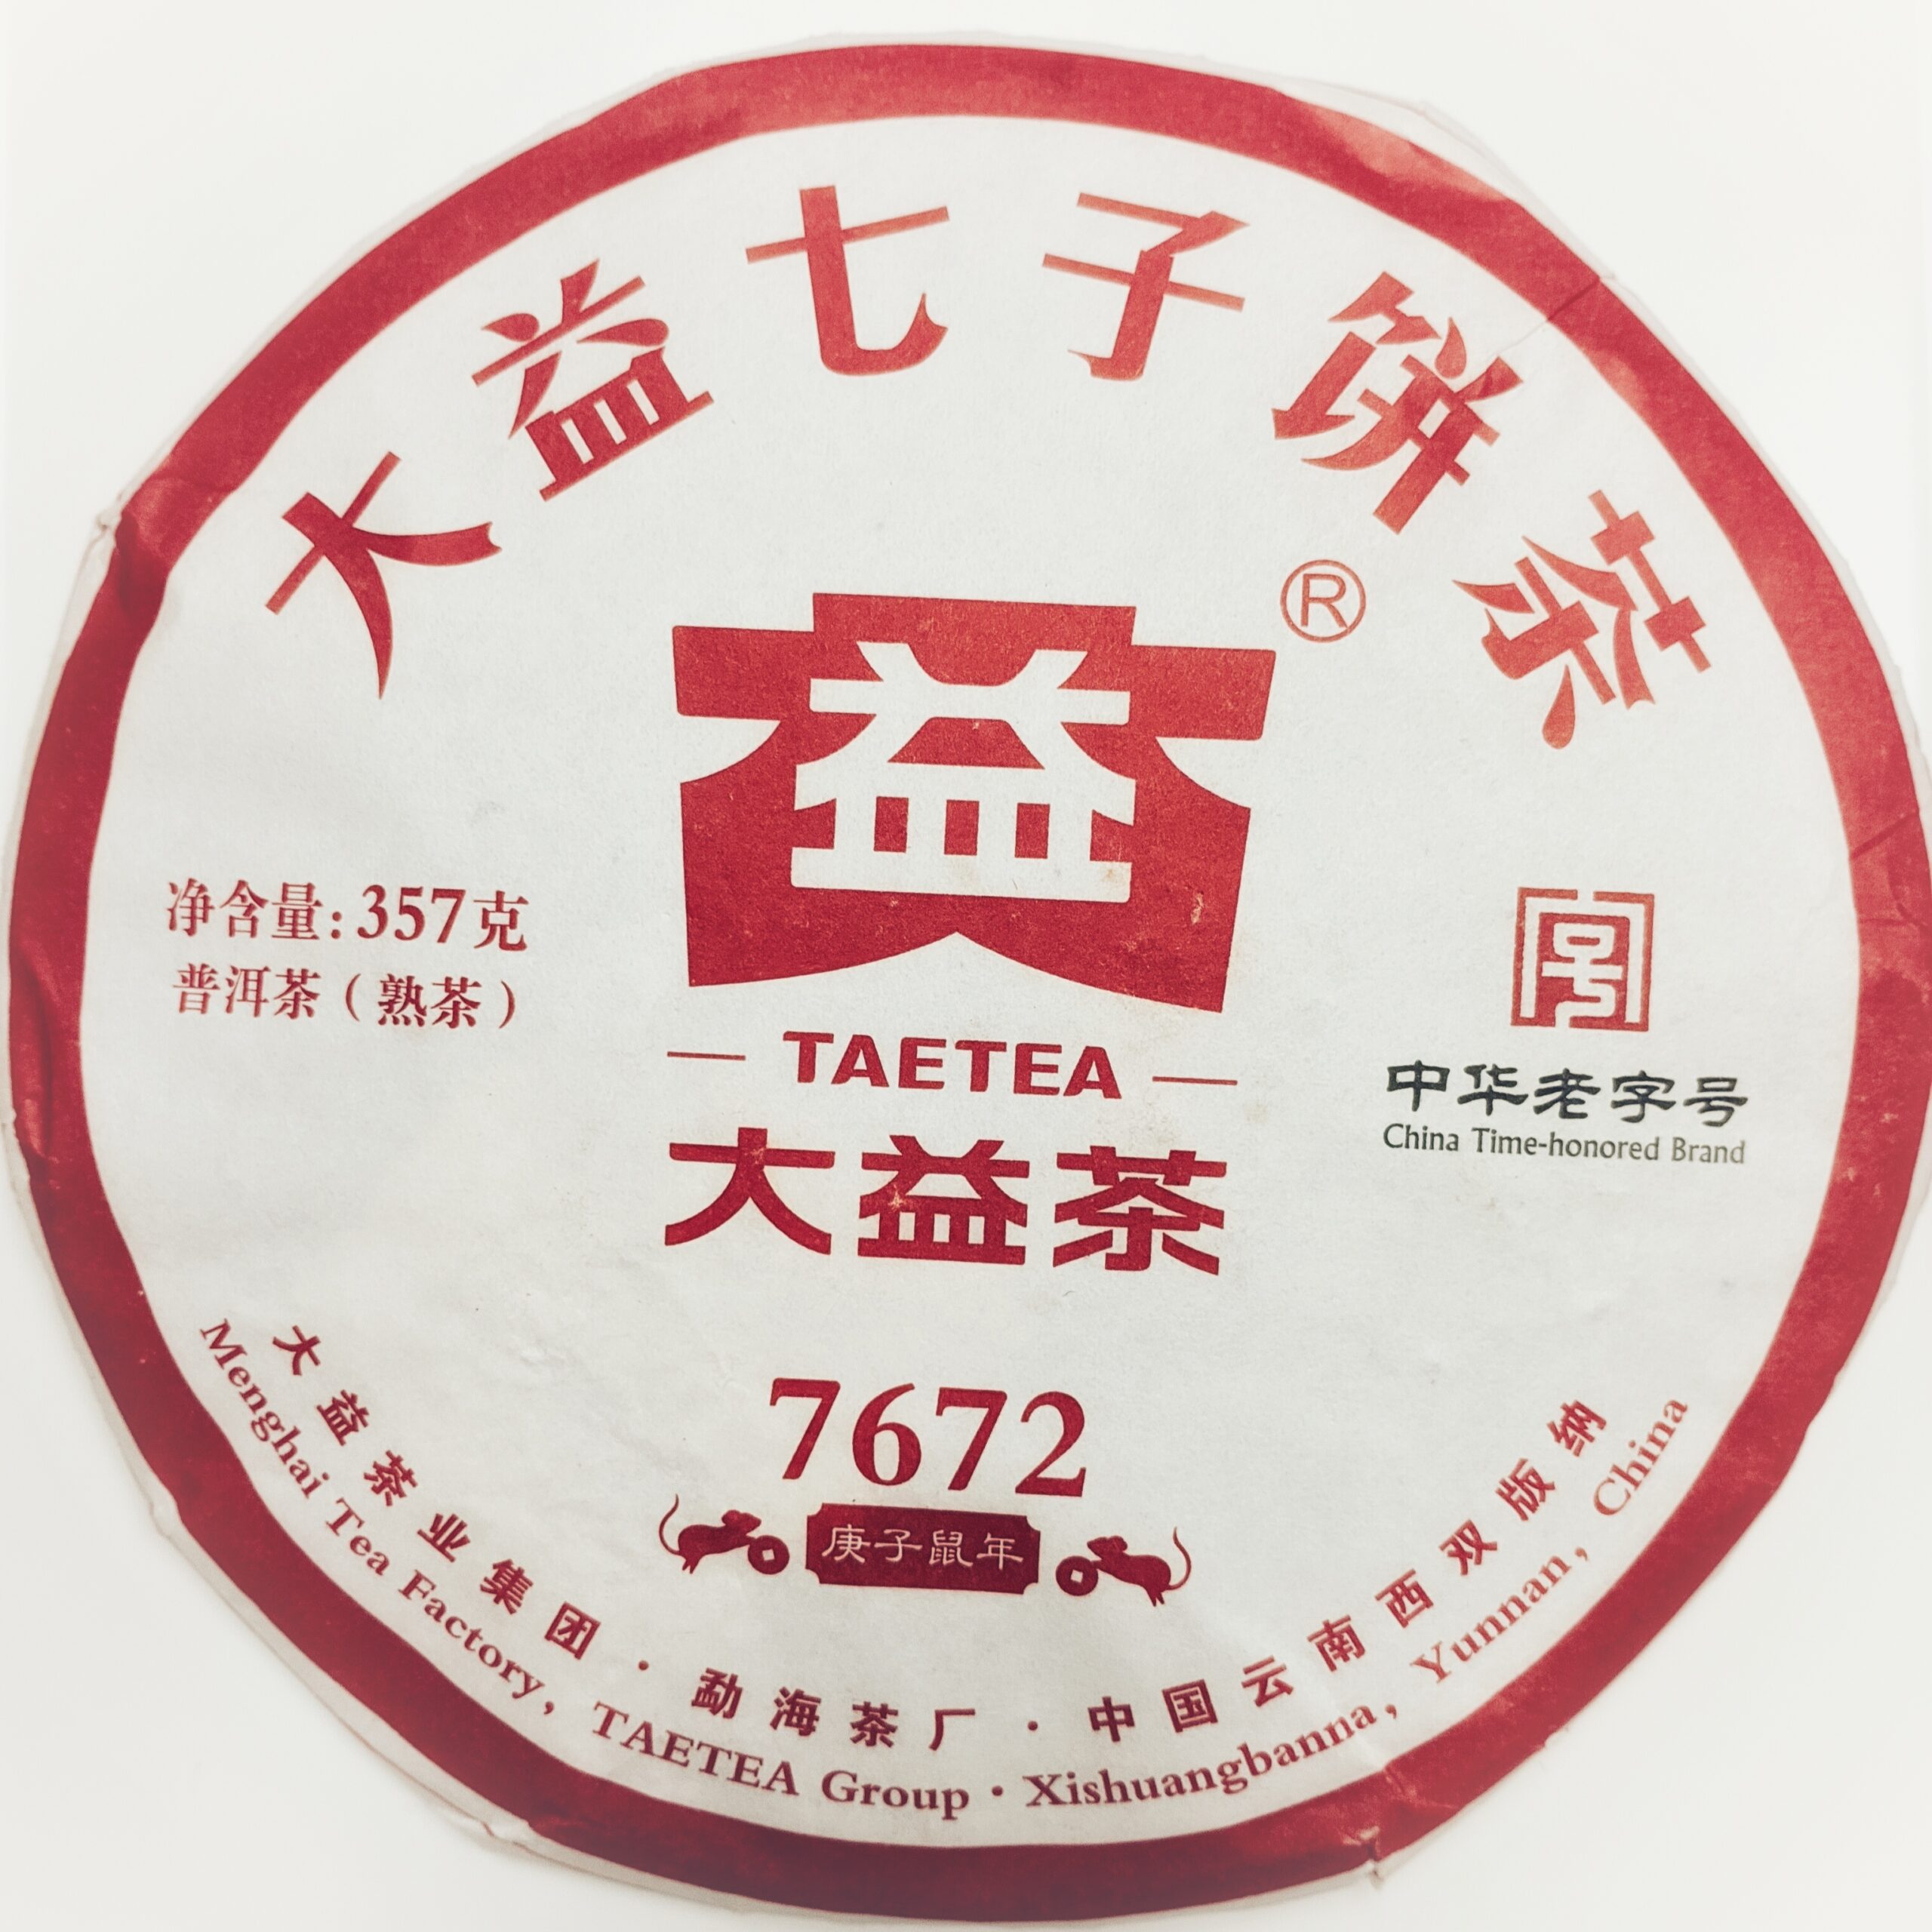 大益七子饼茶
益
®
TAETEA
大益茶
净含量:357克
普洱茶(熟茶)
号
中华老字号
China Time-honored Brand
7672
庚子鼠年
大益茶业集团·勐海茶厂·中国云南西双版纳
Menghai Tea Factory, TAETEA Group·Xishuangbanna, Yunnan, China